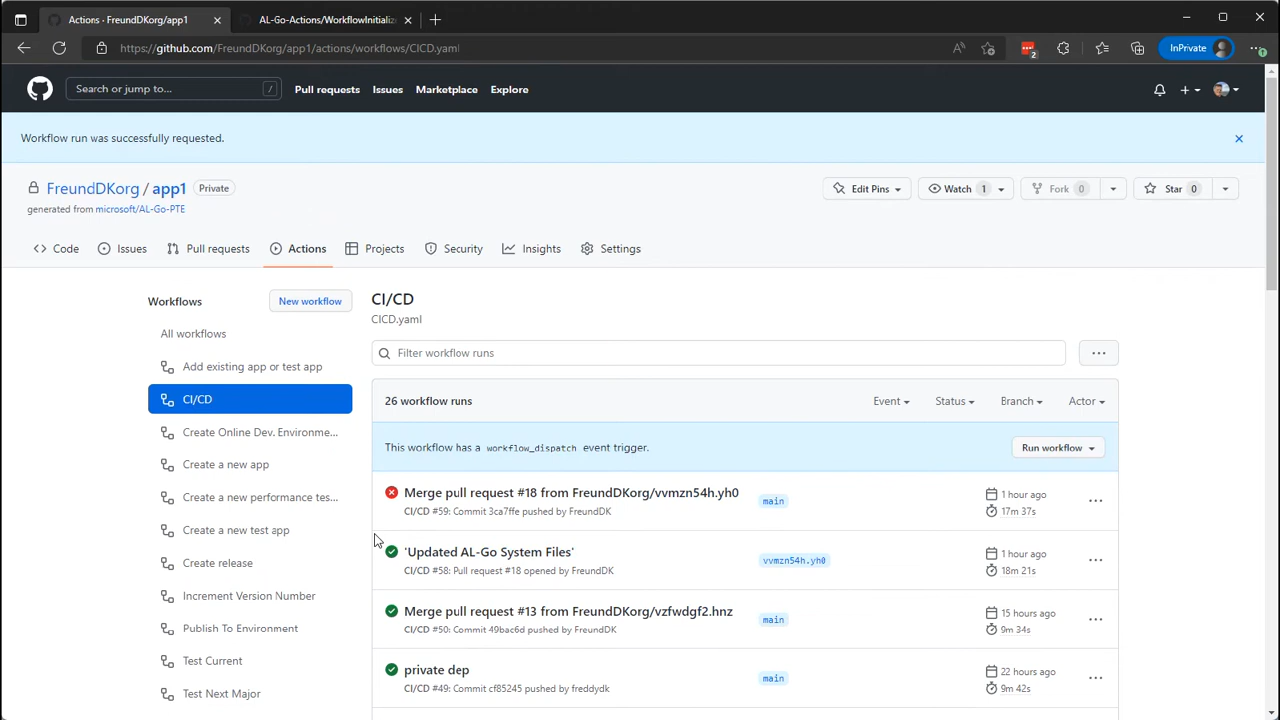 Actions · FreundDKorg/app1
AL-Go-Actions/WorkflowInitialize
https://github.com/FreundDKorg/app1/actions/workflows/CICD.yaml
2
InPrivate
Search or jump to...
/
Pull requests
Issues
Marketplace
Explore
Workflow run was successfully requested.
FreundDKorg / app1
Private
Edit Pins
Watch 1
Fork 0
Star 0
generated from microsoft/AL-Go-PTE
Code
Issues
Pull requests
Actions
Projects
Security
Insights
Settings
Workflows
New workflow
All workflows
Add existing app or test app
CI/CD
Create Online Dev. Environme...
Create a new app
Create a new performance tes...
Create a new test app
Create release
Increment Version Number
Publish To Environment
Test Current
Test Next Major
CI/CD
CICD.yaml
Filter workflow runs
26 workflow runs
Event
Status
Branch
Actor
This workflow has a workflow_dispatch event trigger.
Run workflow
Merge pull request #18 from FreundDKorg/vvmzn54h.yh0
CI/CD #59: Commit 3ca7ffe pushed by FreundDK
main
1 hour ago
17m 37s
'Updated AL-Go System Files'
CI/CD #58: Pull request #18 opened by FreundDK
vvmzn54h.yh0
1 hour ago
18m 21s
Merge pull request #13 from FreundDKorg/vzfwdgf2.hnz
CI/CD #50: Commit 49bac6d pushed by FreundDK
main
15 hours ago
9m 34s
private dep
CI/CD #49: Commit cf85245 pushed by freddydk
main
22 hours ago
9m 42s